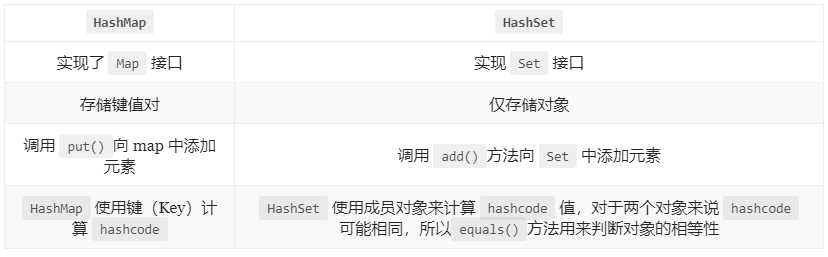 HashMap
HashSet
实现了 Map 接口
实现 Set 接口
存储键值对
仅存储对象
调用 put() 向 map 中添加
元素
调用 add() 方法向 Set 中添加元素
HashMap 使用键（Key）计
算 hashcode
HashSet 使用成员对象来计算 hashcode 值，对于两个对象来说 hashcode
可能相同，所以 equals() 方法用来判断对象的相等性